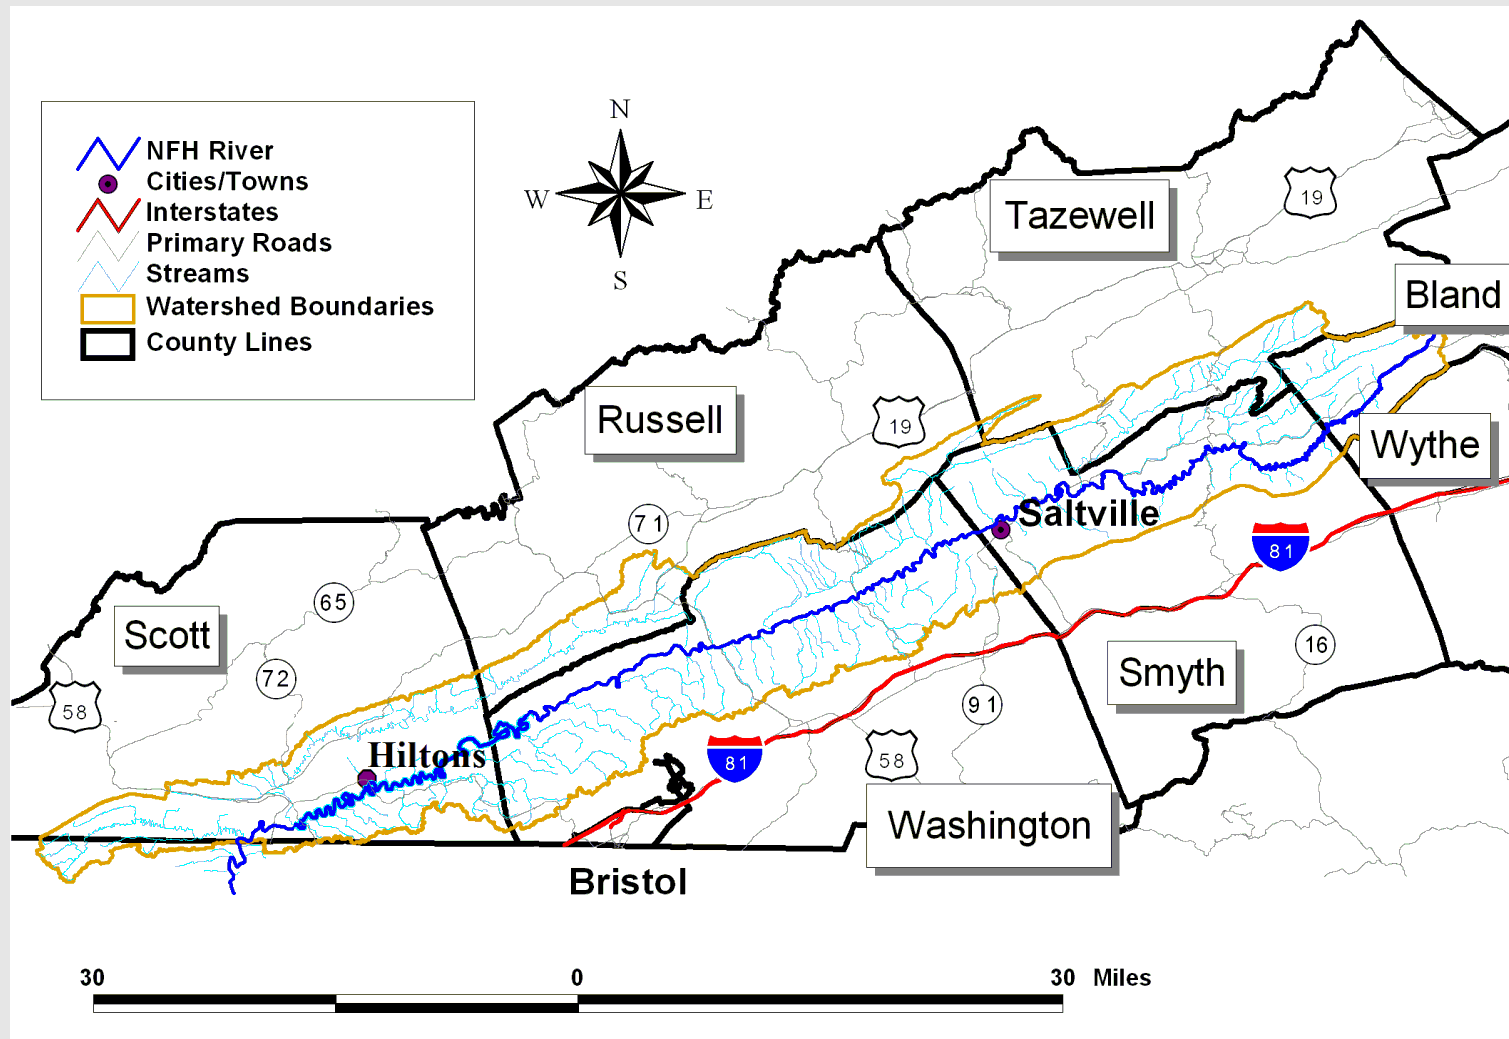 N
W
E
S
NFH River
Cities/Towns
Interstates
Primary Roads
Streams
Watershed Boundaries
County Lines
Tazewell
19
Bland
Russell
19
Wythe
71
Saltville
81
65
Scott
16
72
Smyth
58
91
Hiltons
81
58
Washington
Bristol
30 0 30 Miles